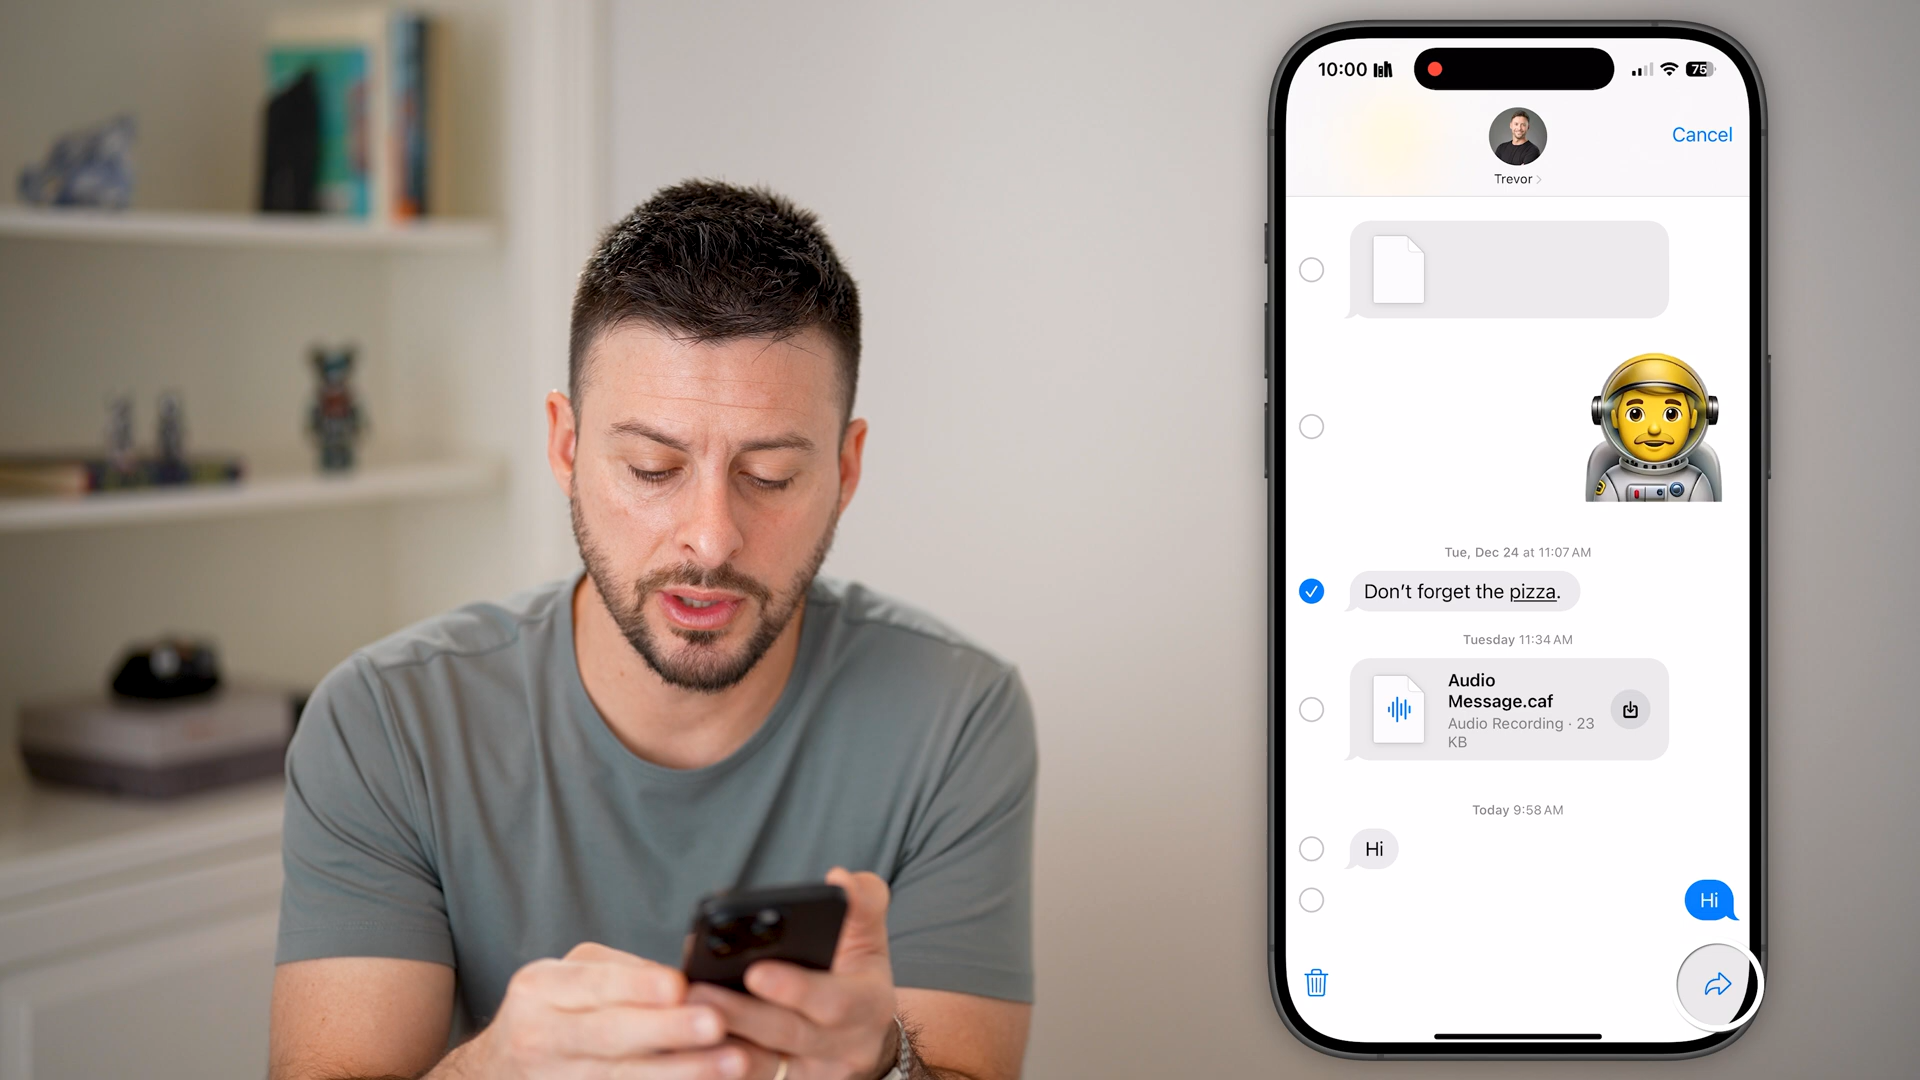 10:00
75
Cancel
Trevor
Tue, Dec 24 at 11:07 AM
Don’t forget the pizza.
Tuesday 11:34 AM
Audio
Message.caf
Audio Recording · 23
KB
Today 9:58 AM
Hi
Hi